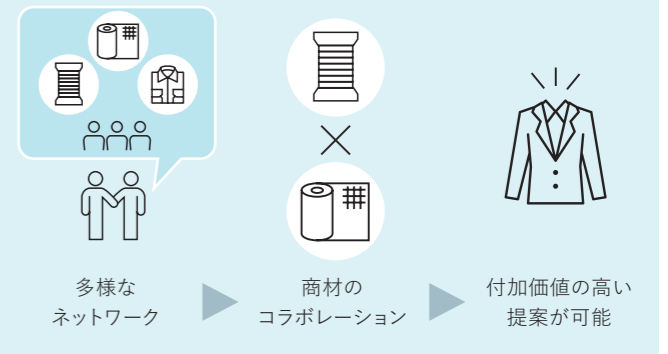 多様な
ネットワーク
商材の
コラボレーション
付加価値の高い
提案が可能